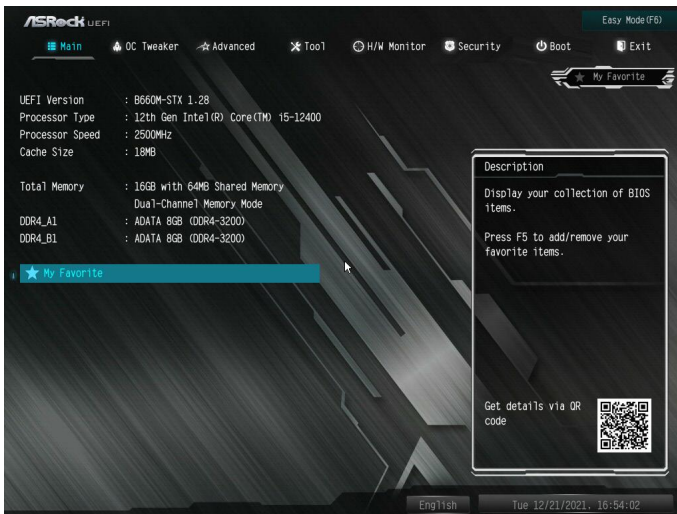 ASRock UEFI
Easy Mode(F6)
Main OC Tweaker Advanced Tool H/W Monitor Security Boot Exit
My Favorite
UEFI Version : B660M-STX 1.28
Processor Type : 12th Gen Intel(R) Core(TM) i5-12400
Processor Speed : 2500MHz
Cache Size : 18MB
Total Memory : 16GB with 64MB Shared Memory
Dual-Channel Memory Mode
DDR4_A1 : ADATA 8GB (DDR4-3200)
DDR4_B1 : ADATA 8GB (DDR4-3200)
My Favorite
Description
Display your collection of BIOS
items.
Press F5 to add/remove your
favorite items.
Get details via QR
code
English
Tue 12/21/2021, 16:54:02